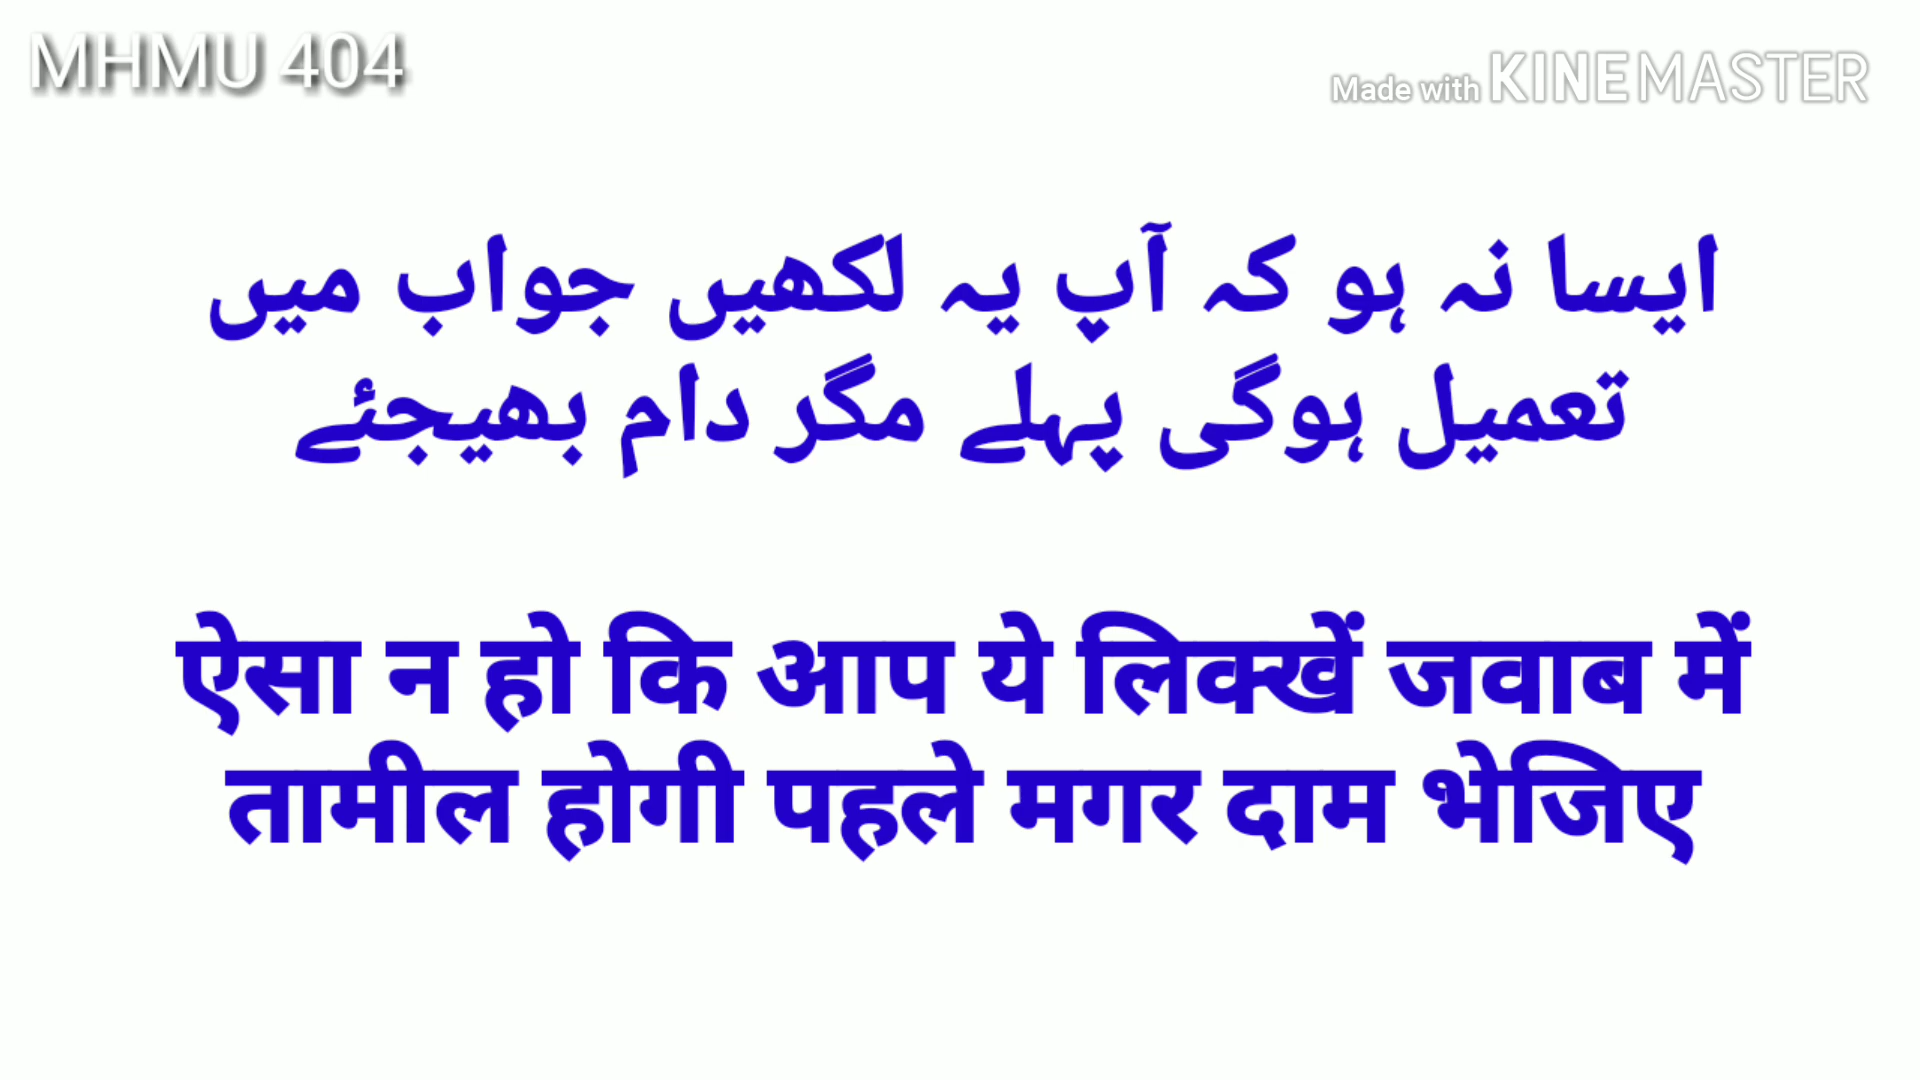 MHMU 404
Made with KINEMASTER
ایسا نہ ہو کہ آپ یہ لکھیں جواب میں
تعمیل ہوگی پہلے مگر دام بھیجئے
ऐसा न हो कि आप ये लिक्खें जवाब में
तामील होगी पहले मगर दाम भेजिए